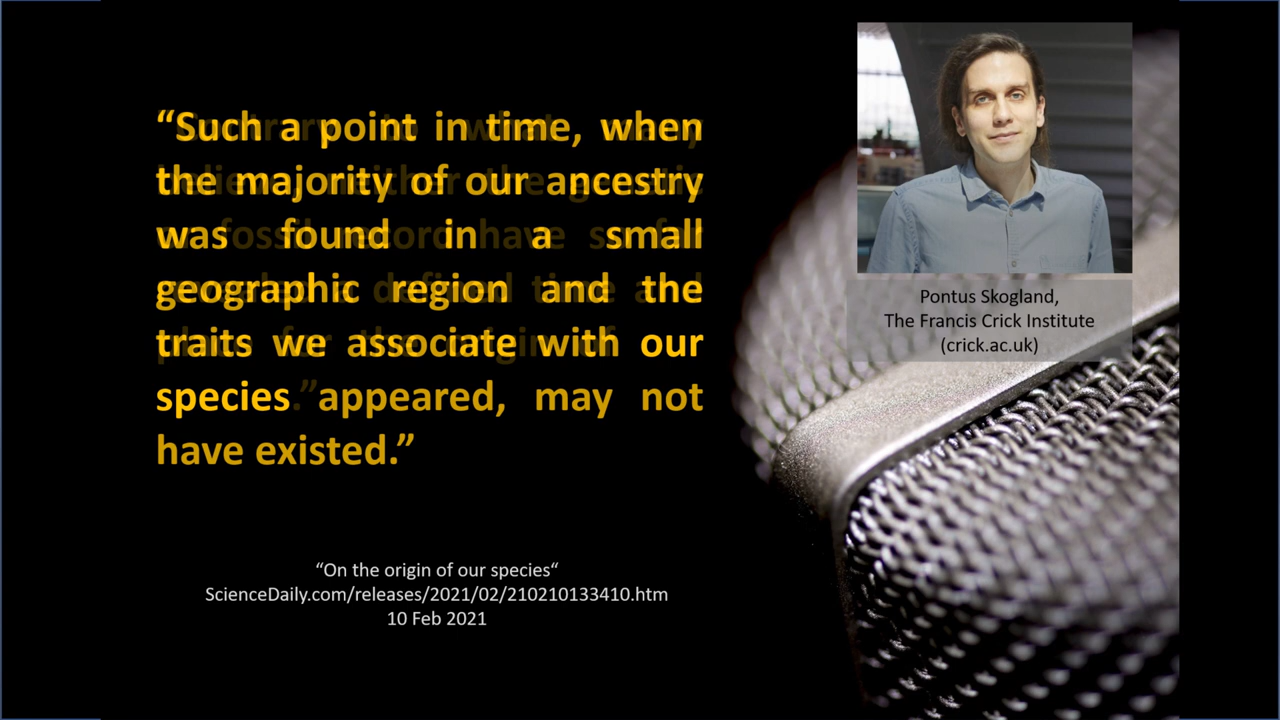 “Such a point in time, when
the majority of our ancestry
was found in a small
geographic region and the
traits we associate with our
species.”appeared, may not
have existed.”
Pontus Skogland,
The Francis Crick Institute
(crick.ac.uk)
“On the origin of our species“
ScienceDaily.com/releases/2021/02/210210133410.htm
10 Feb 2021